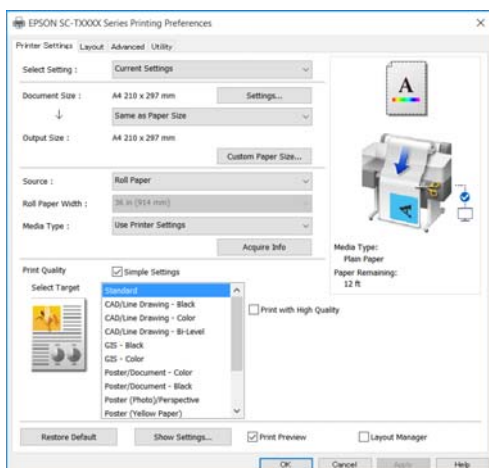 EPSON SC-TXXXX Series Printing Preferences
Printer Settings Layout Advanced Utility
Select Setting : Current Settings
Document Size : A4 210 x 297 mm Settings...
Same as Paper Size
Output Size : A4 210 x 297 mm
Custom Paper Size...
Source : Roll Paper
Roll Paper Width : 36 in (914 mm)
Media Type : Use Printer Settings
Acquire Info
A
Media Type:
Plain Paper
Paper Remaining:
12 ft
Print Quality Simple Settings
Select Target
Standard
CAD/Line Drawing - Black
CAD/Line Drawing - Color
CAD/Line Drawing - Bi-Level
GIS - Black
GIS - Color
Poster/Document - Color
Poster/Document - Black
Poster (Photo)/Perspective
Poster (Yellow Paper)
Print with High Quality
Restore Default Show Settings... Print Preview Layout Manager
OK Cancel Apply Help